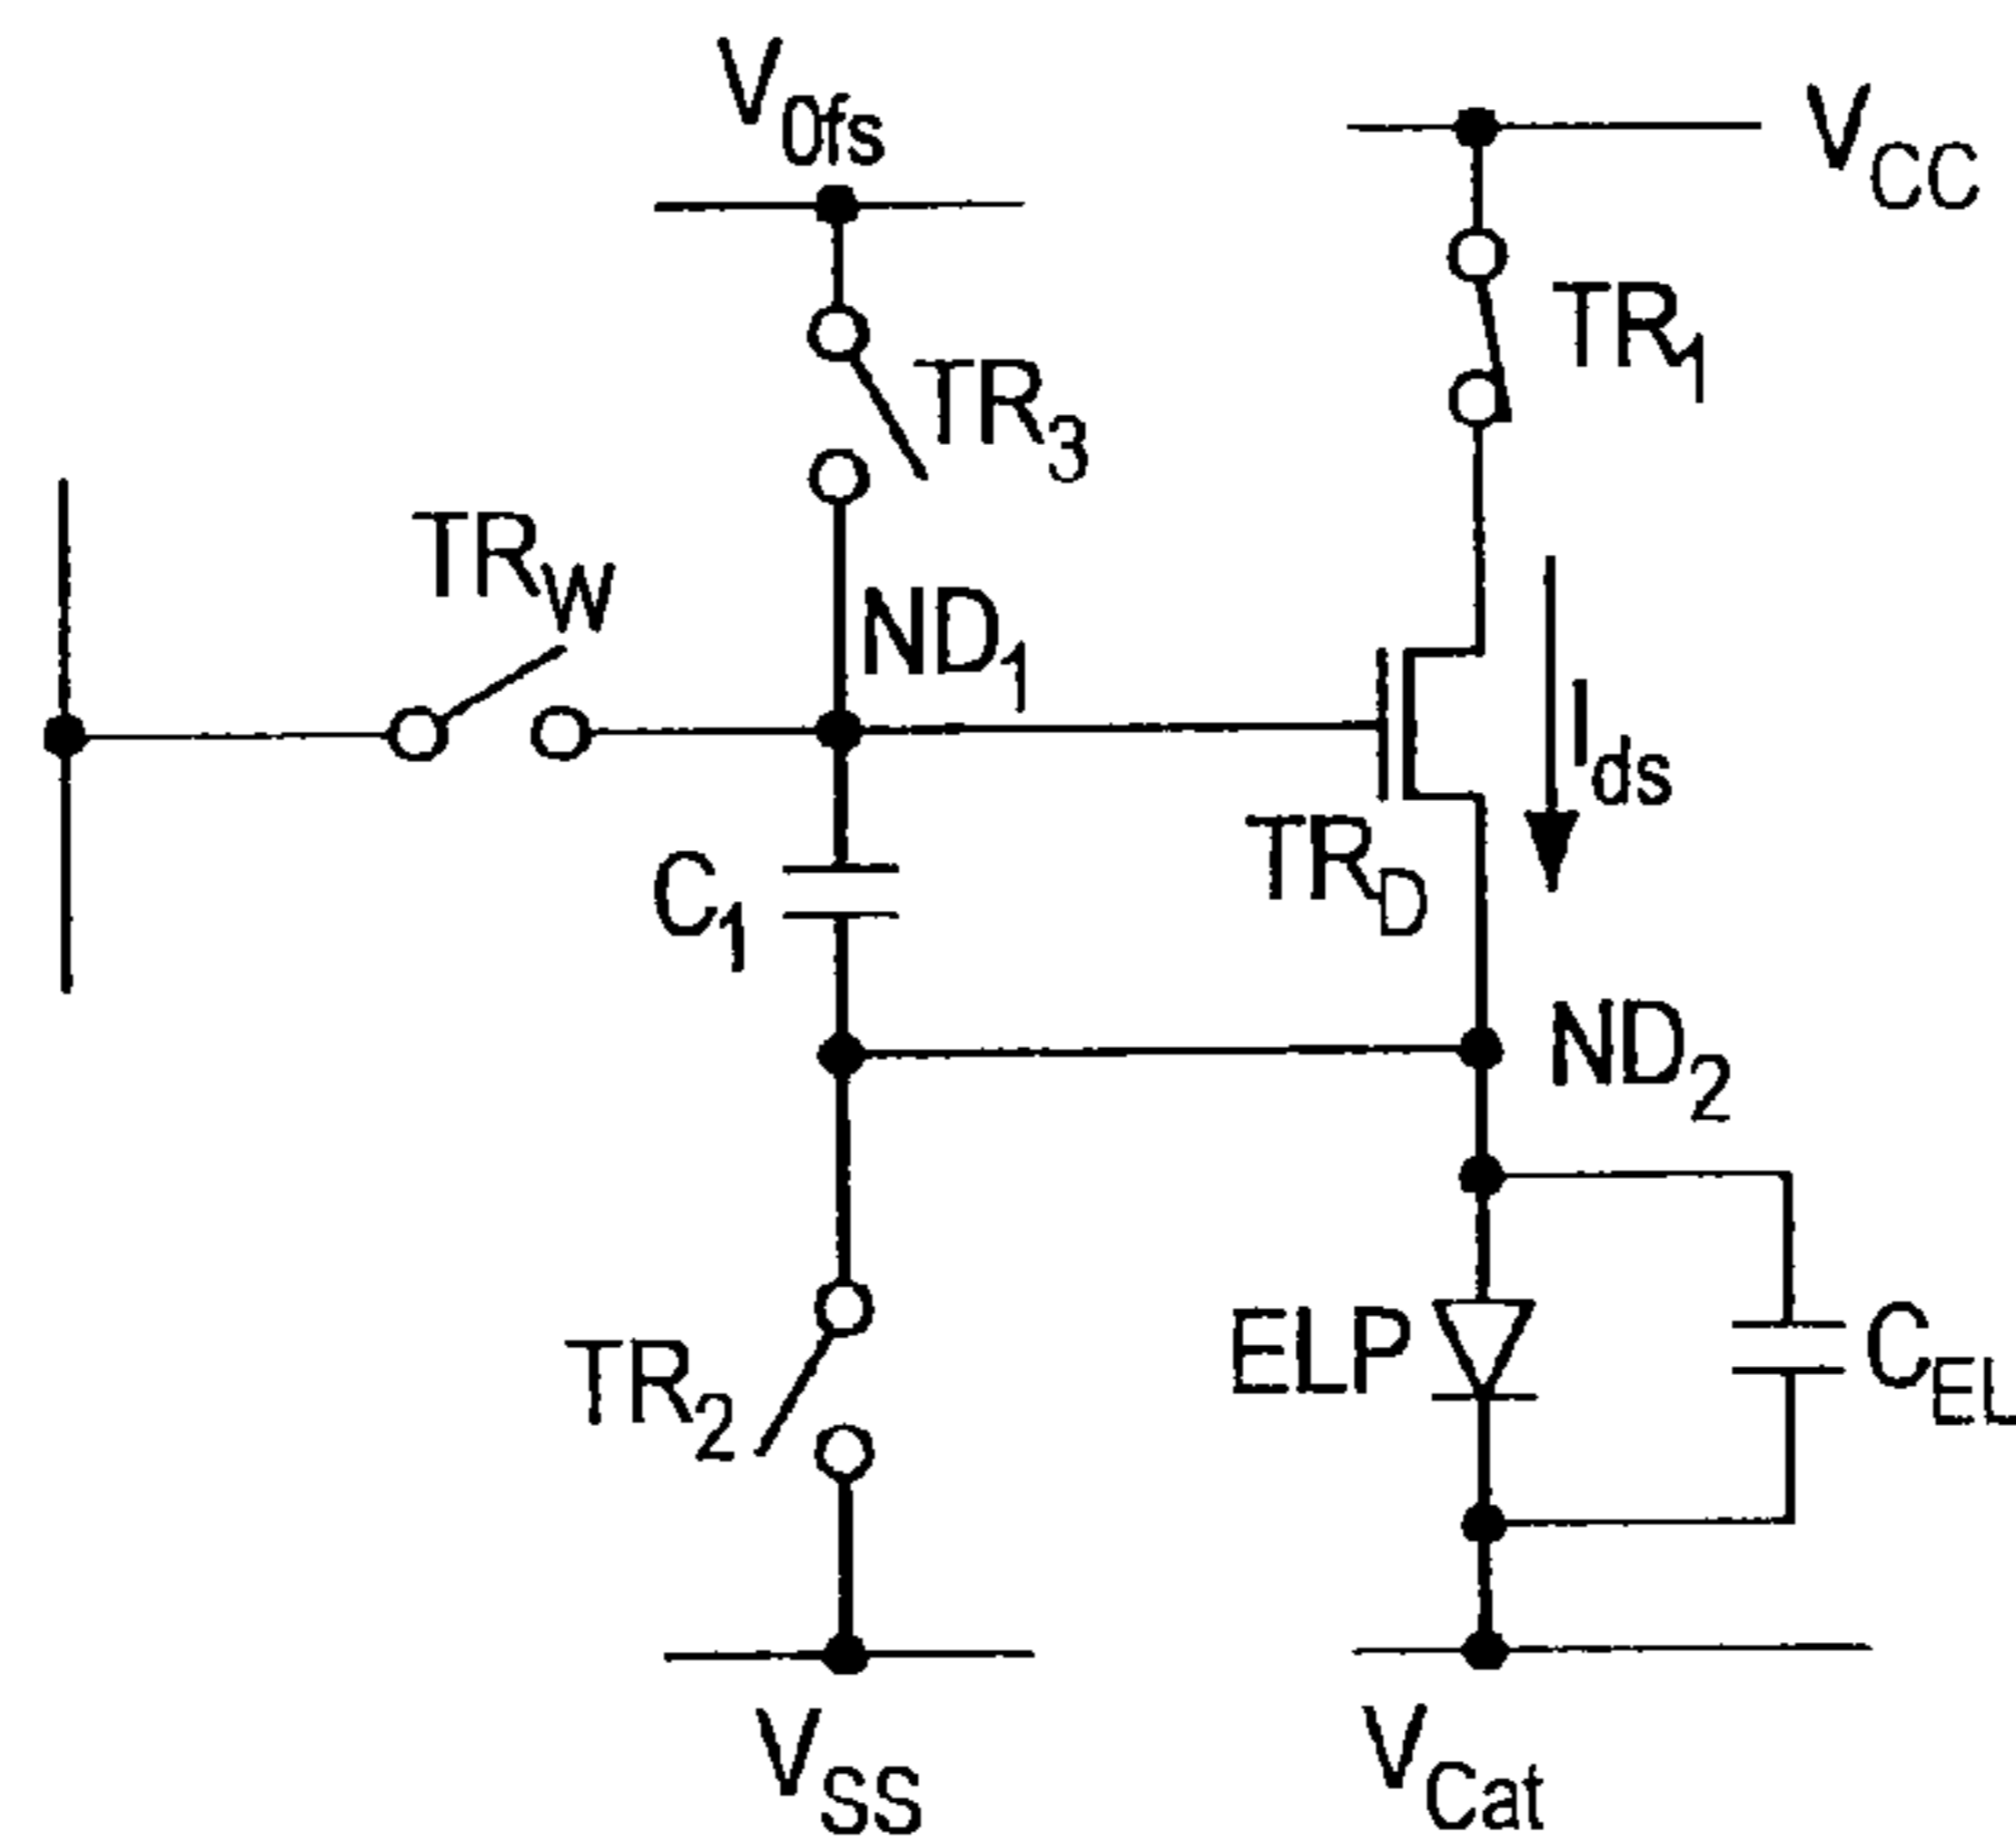 V0fs
VCC
TR1
TR3
TRW
ND1
Ids
TRD
C1
ND2
ELP
CEL
TR2
VSS
VCat